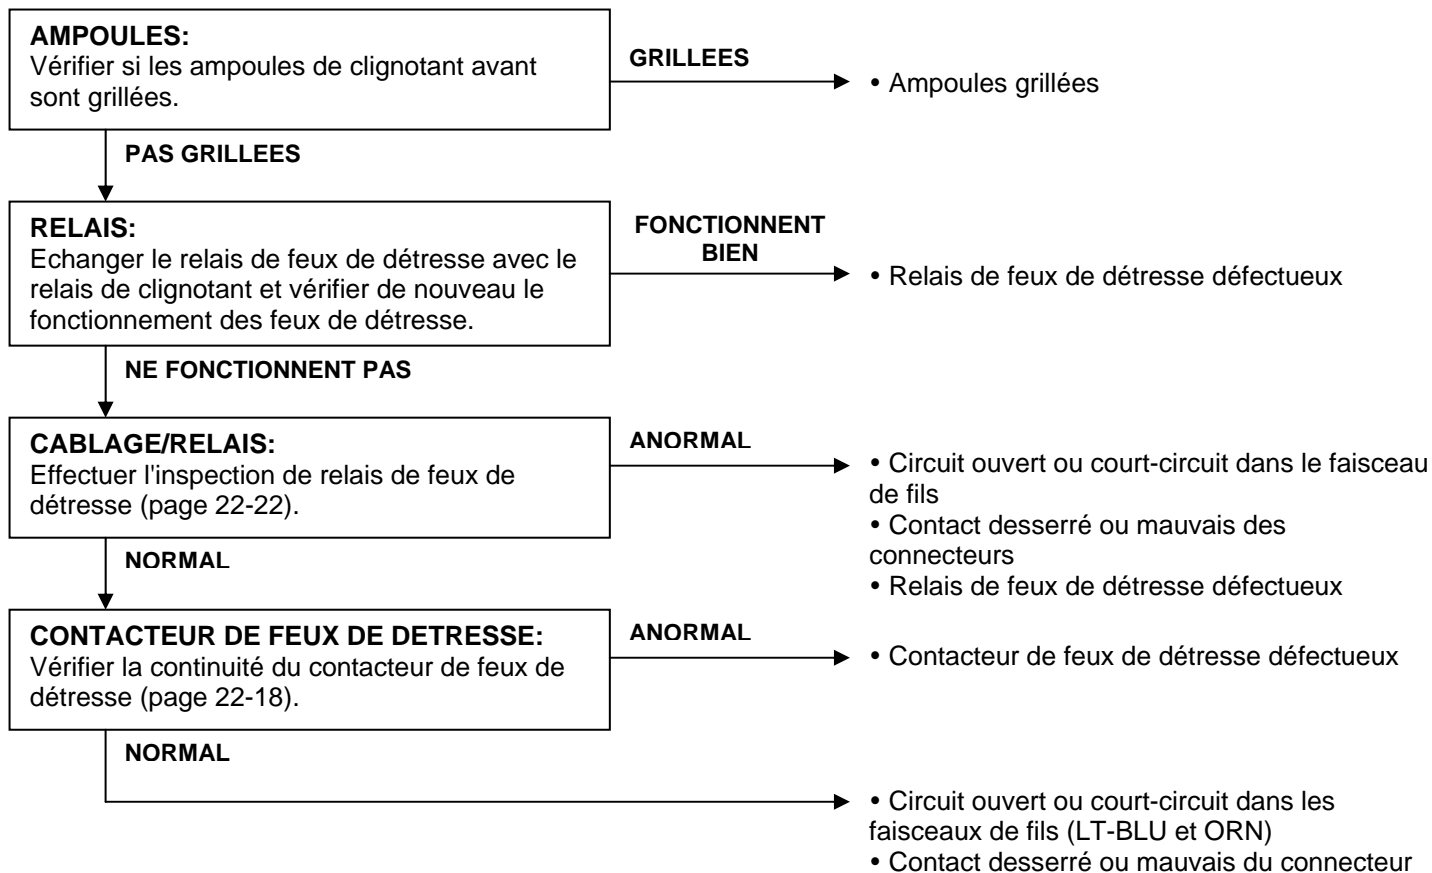 AMPOULES:
Vérifier si les ampoules de clignotant avant
sont grillées.
GRILLEES
• Ampoules grillées
PAS GRILLEES
RELAIS:
Echanger le relais de feux de détresse avec le
relais de clignotant et vérifier de nouveau le
fonctionnement des feux de détresse.
FONCTIONNENT
BIEN
• Relais de feux de détresse défectueux
NE FONCTIONNENT PAS
CABLAGE/RELAIS:
Effectuer l'inspection de relais de feux de
détresse (page 22-22).
ANORMAL
• Circuit ouvert ou court-circuit dans le faisceau
de fils
• Contact desserré ou mauvais des
connecteurs
• Relais de feux de détresse défectueux
NORMAL
CONTACTEUR DE FEUX DE DETRESSE:
Vérifier la continuité du contacteur de feux de
détresse (page 22-18).
ANORMAL
• Contacteur de feux de détresse défectueux
NORMAL
• Circuit ouvert ou court-circuit dans les
faisceaux de fils (LT-BLU et ORN)
• Contact desserré ou mauvais du connecteur